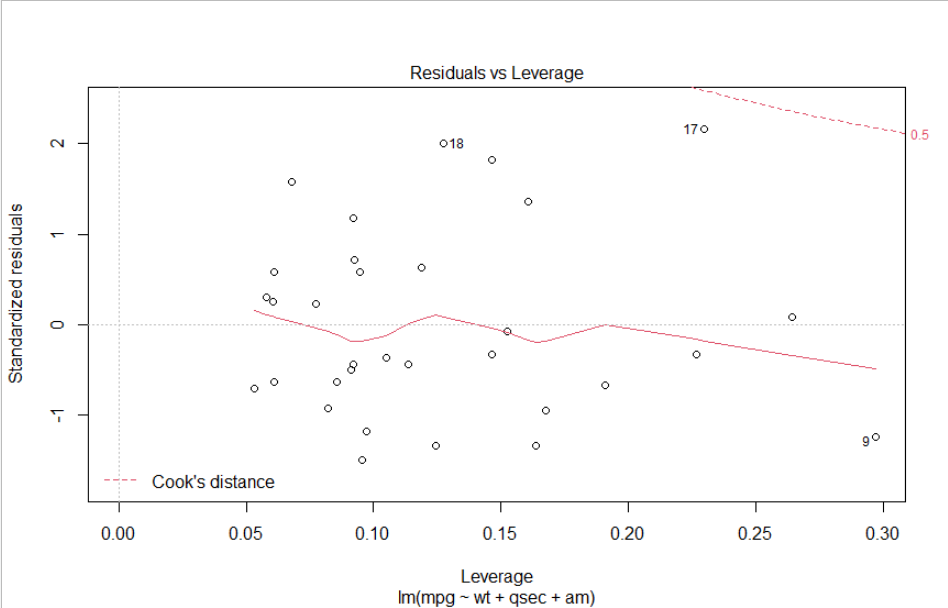 Residuals vs Leverage
Standardized residuals
2
1
0
-1
18
17
0.5
9
Cook's distance
0.00 0.05 0.10 0.15 0.20 0.25 0.30
Leverage
lm(mpg ~ wt + qsec + am)